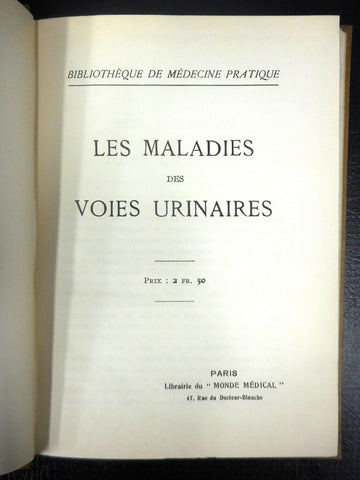 BIBLIOTHÈQUE DE MÉDECINE PRATIQUE
LES MALADIES
DES
VOIES URINAIRES
PRIX : 2 FR. 50
PARIS
Librairie du " MONDE MÉDICAL "
47, Rue du Docteur-Blanche